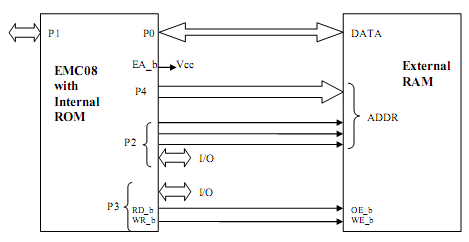 P1
P0
DATA
EA_b
Vcc
EMC08
with
Internal
ROM
External
RAM
P4
ADDR
P2
I/O
I/O
P3
RD_b
WR_b
OE_b
WE_b